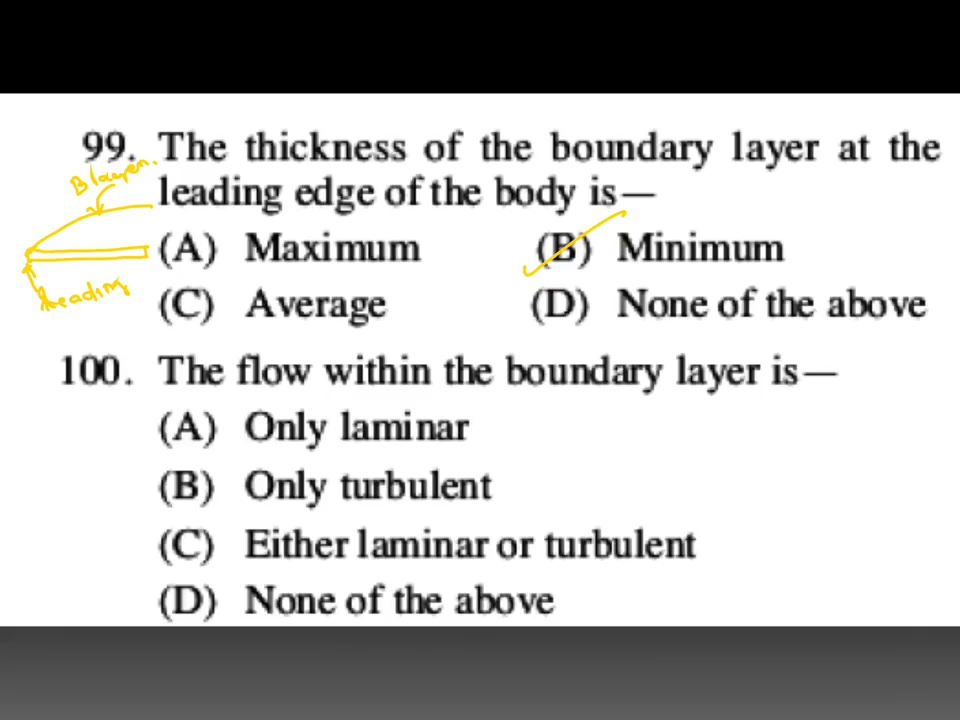 99. The thickness of the boundary layer at the
leading edge of the body is—
B layer.
(A) Maximum (B) Minimum
Leading
(C) Average (D) None of the above
100. The flow within the boundary layer is—
(A) Only laminar
(B) Only turbulent
(C) Either laminar or turbulent
(D) None of the above